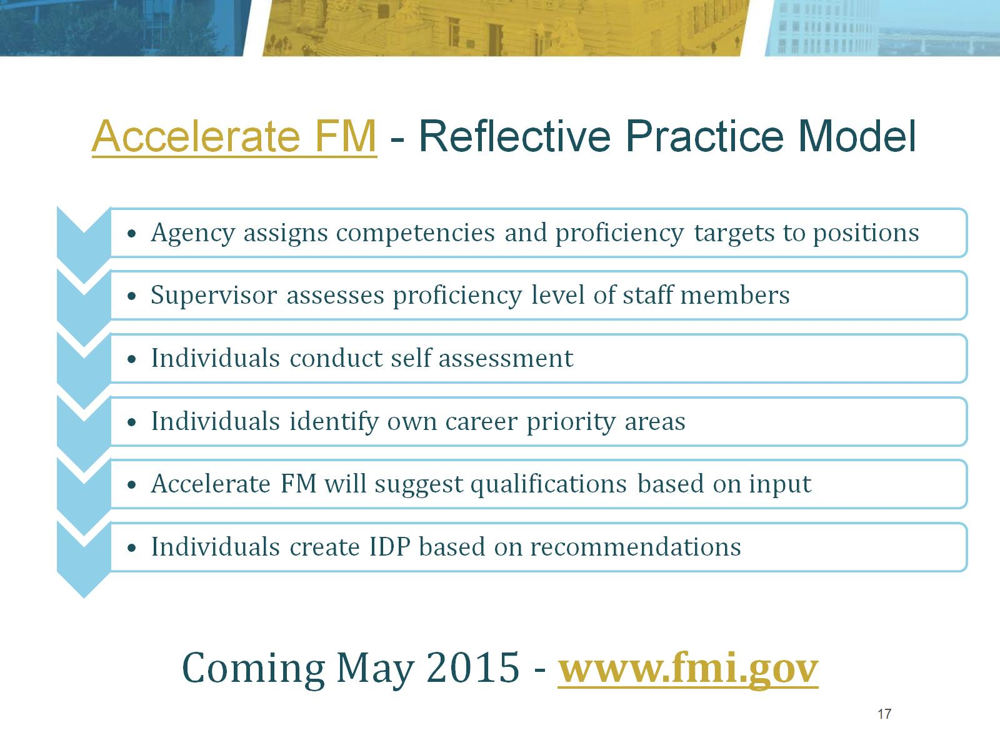 Accelerate FM - Reflective Practice Model
• Agency assigns competencies and proficiency targets to positions
• Supervisor assesses proficiency level of staff members
• Individuals conduct self assessment
• Individuals identify own career priority areas
• Accelerate FM will suggest qualifications based on input
• Individuals create IDP based on recommendations
Coming May 2015 - www.fmi.gov
17